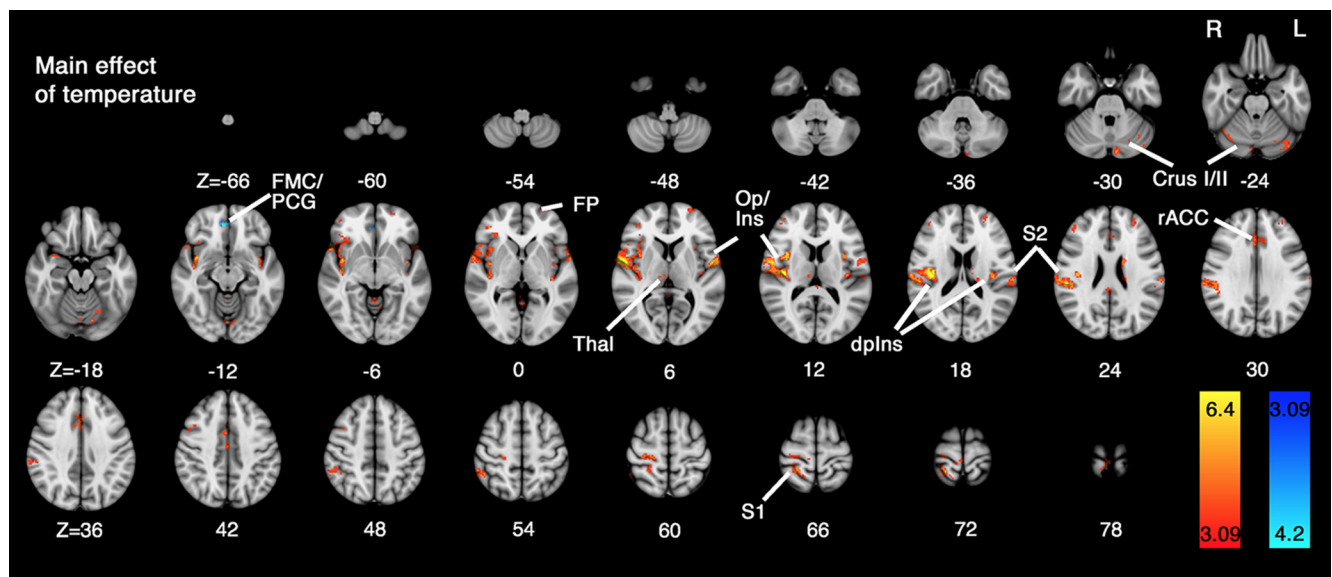 Main effect
of temperature
R L
Z=-66 -60 -54 -48 -42 -36 -30 -24
Crus I/II
FMC/
PCG
FP
Op/
Ins
S2
rACC
Thal
dpIns
Z=-18 -12 -6 0 6 12 18 24 30
S1
Z=36 42 48 54 60 66 72 78
6.4 3.09
3.09 4.2